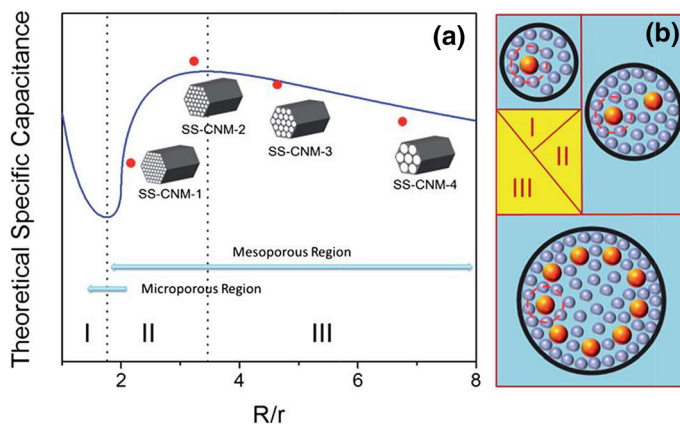 (a)
Theoretical Specific Capacitance
SS-CNM-2
SS-CNM-3
SS-CNM-1
SS-CNM-4
Mesoporous Region
Microporous Region
I
II
III
2
4
6
8
R/r
(b)
I
II
III